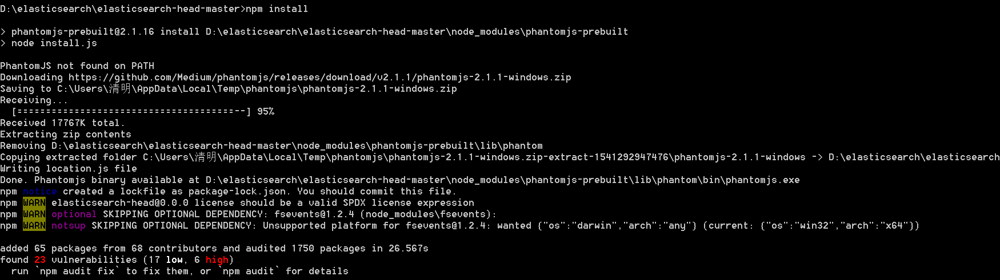 D:\elasticsearch\elasticsearch-head-master>npm install
> phantomjs-prebuilt@2.1.16 install D:\elasticsearch\elasticsearch-head-master\node_modules\phantomjs-prebuilt
> node install.js
PhantomJS not found on PATH
Downloading https://github.com/Medium/phantomjs/releases/download/v2.1.1/phantomjs-2.1.1-windows.zip
Saving to C:\Users\清明\AppData\Local\Temp\phantomjs\phantomjs-2.1.1-windows.zip
Receiving...
  [=======================================--] 95%
Received 17767K total.
Extracting zip contents
Removing D:\elasticsearch\elasticsearch-head-master\node_modules\phantomjs-prebuilt\lib\phantom
Copying extracted folder C:\Users\清明\AppData\Local\Temp\phantomjs\phantomjs-2.1.1-windows.zip-extract-1541292947476\phantomjs-2.1.1-windows -> D:\elasticsearch\elasticsearch
Writing location.js file
Done. Phantomjs binary available at D:\elasticsearch\elasticsearch-head-master\node_modules\phantomjs-prebuilt\lib\phantom\bin\phantomjs.exe
npm notice created a lockfile as package-lock.json. You should commit this file.
npm WARN elasticsearch-head@0.0.0 license should be a valid SPDX license expression
npm WARN optional SKIPPING OPTIONAL DEPENDENCY: fsevents@1.2.4 (node_modules\fsevents):
npm WARN notsup SKIPPING OPTIONAL DEPENDENCY: Unsupported platform for fsevents@1.2.4: wanted {"os":"darwin","arch":"any"} (current: {"os":"win32","arch":"x64"})
added 65 packages from 68 contributors and audited 1750 packages in 26.567s
found 23 vulnerabilities (17 low, 6 high)
  run `npm audit fix` to fix them, or `npm audit` for details